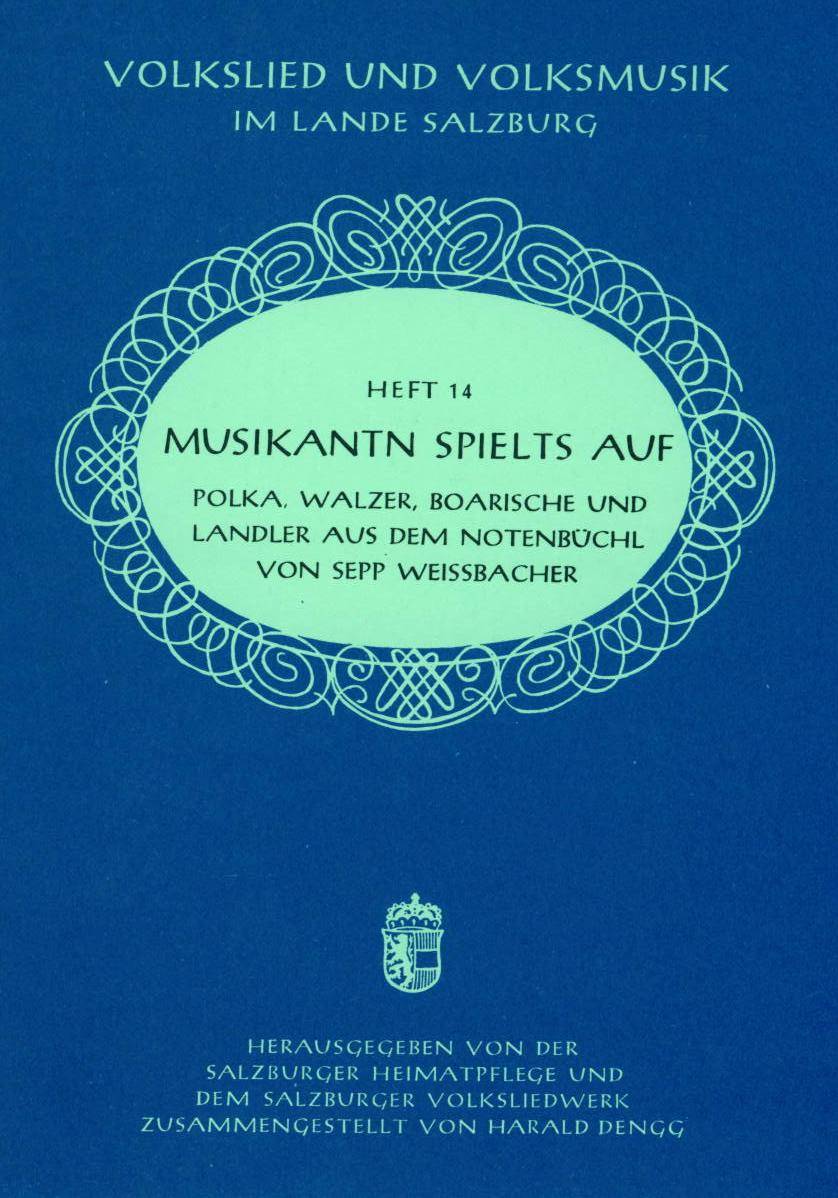 VOLKSLIED UND VOLKSMUSIK
IM LANDE SALZBURG
HEFT 14
MUSIKANTN SPIELTS AUF
POLKA, WALZER, BOARISCHE UND
LANDLER AUS DEM NOTENBÜCHL
VON SEPP WEISSBACHER
HERAUSGEGEBEN VON DER
SALZBURGER HEIMATPFLEGE UND
DEM SALZBURGER VOLKSLIEDWERK
ZUSAMMENGESTELLT VON HARALD DENGG